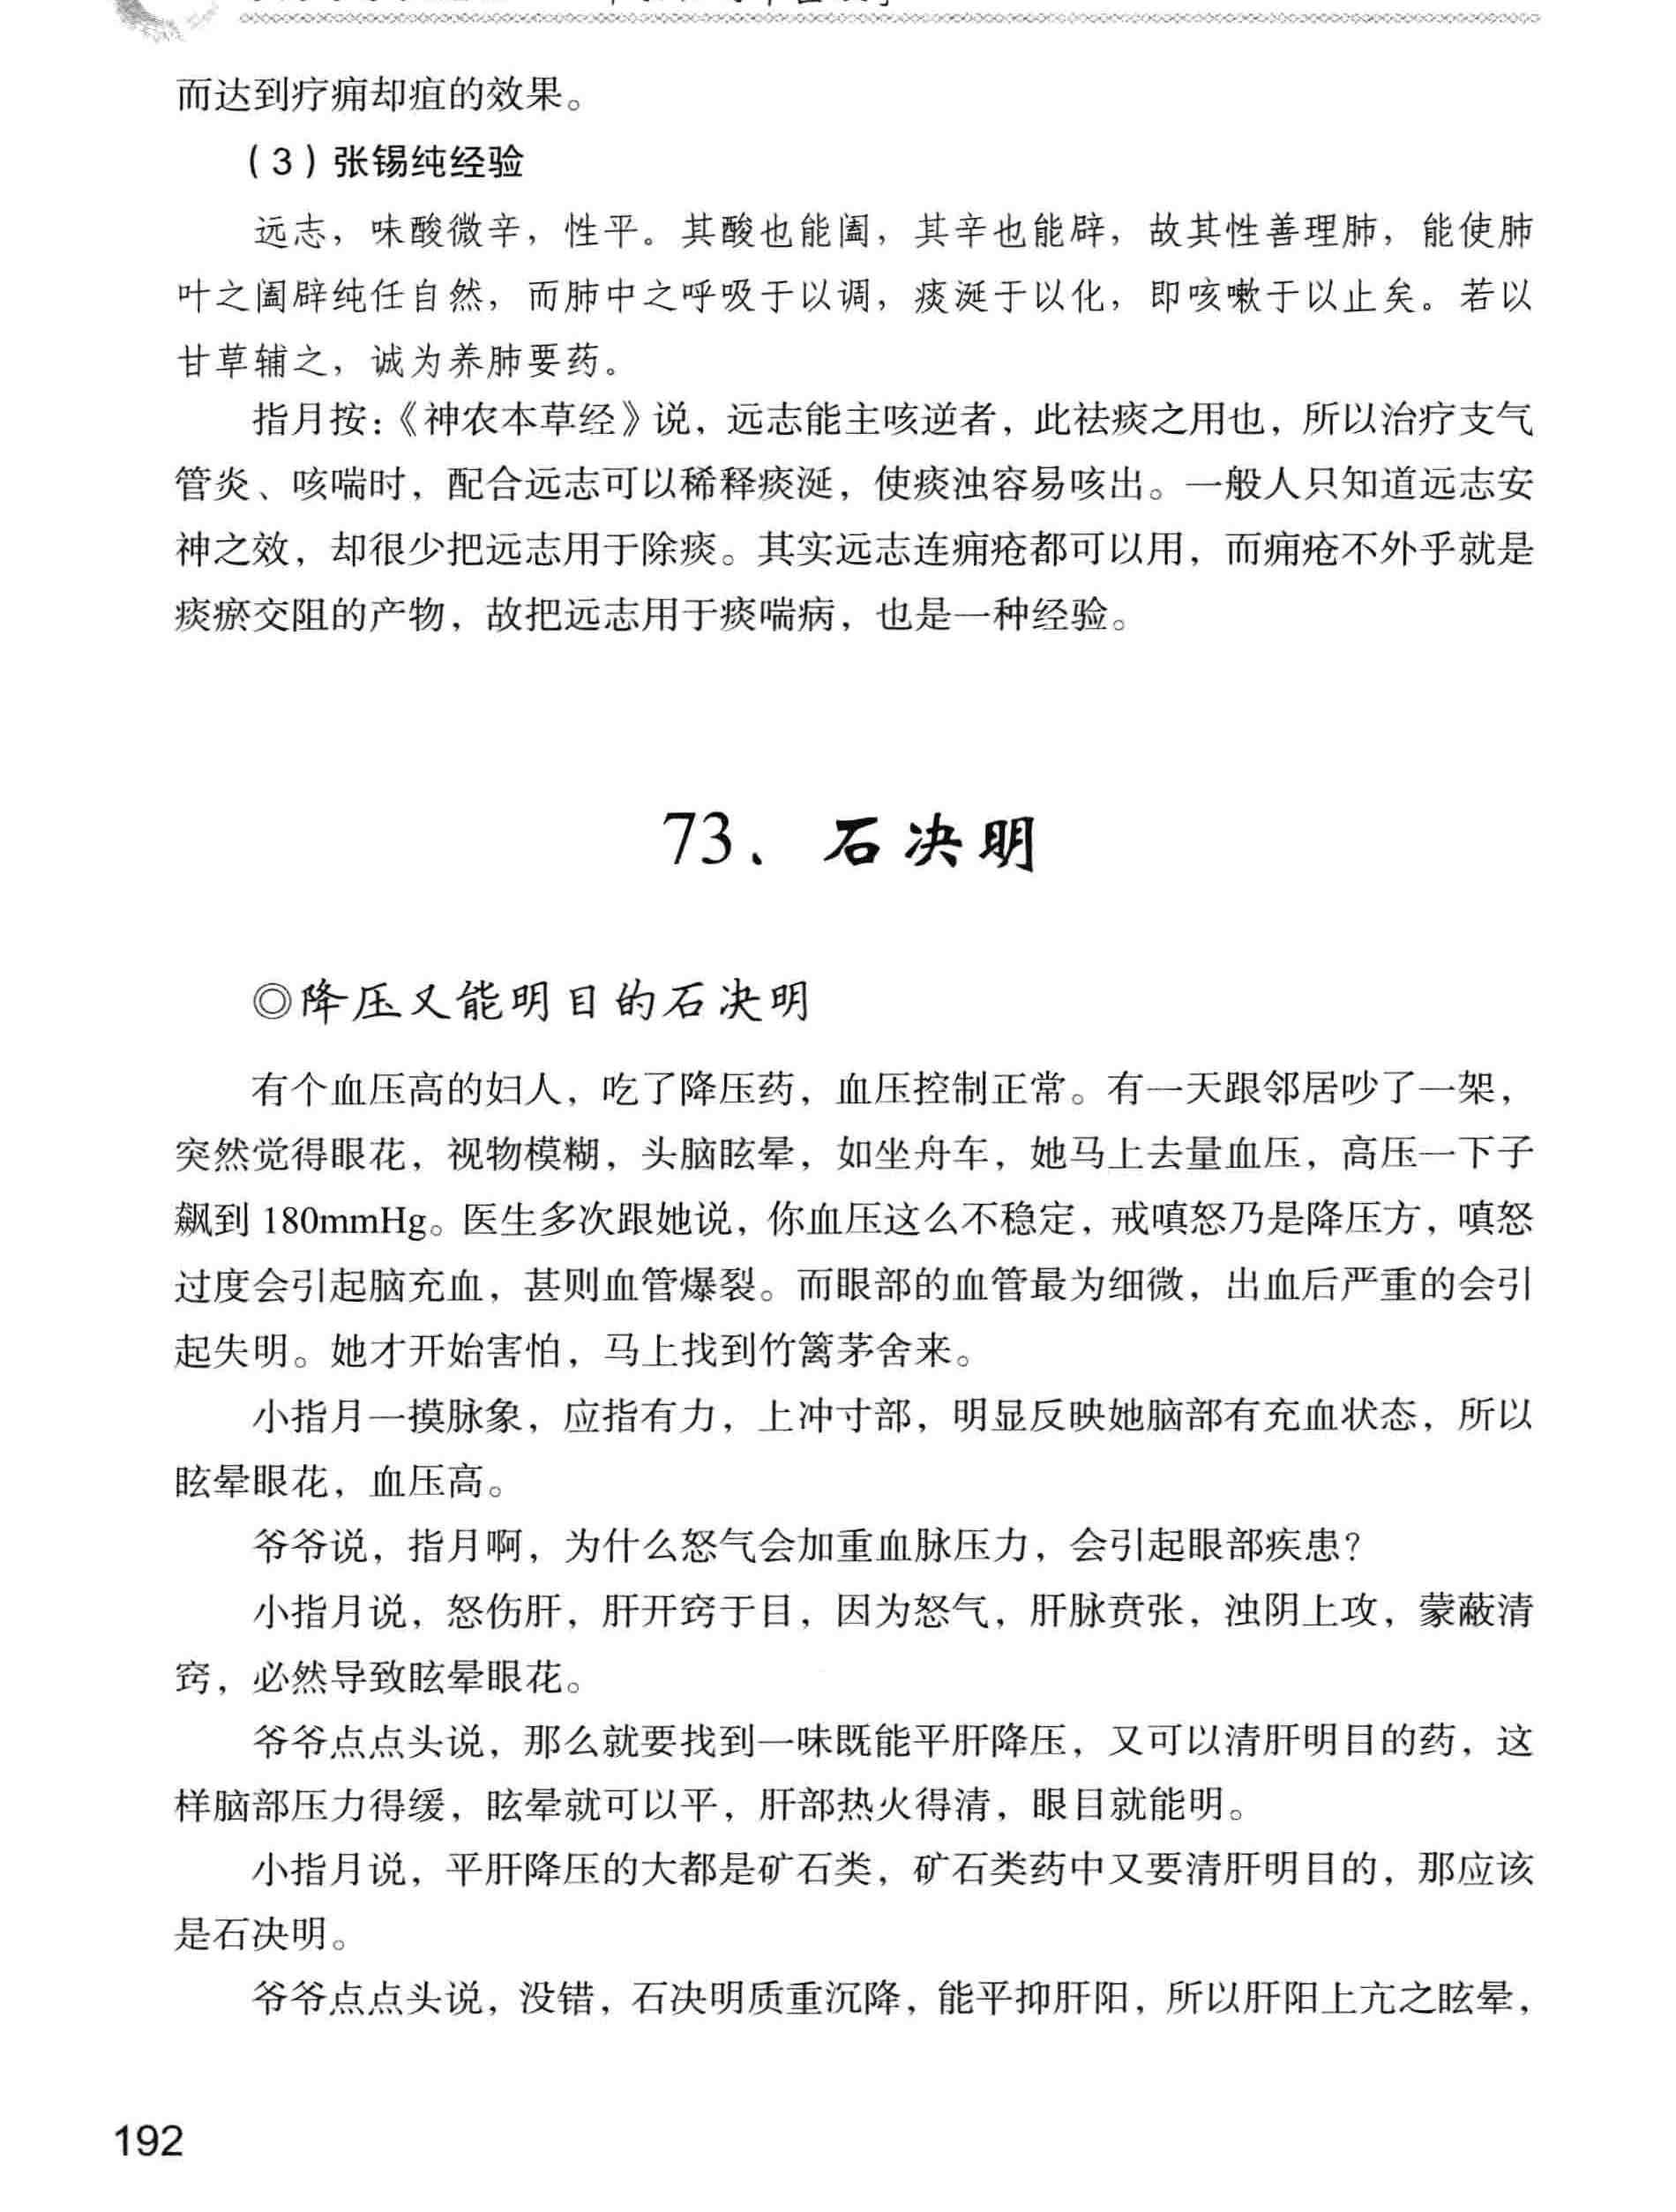 而达到疗痈却疽的效果。
（3）张锡纯经验
远志，味酸微辛，性平。其酸也能阖，其辛也能辟，故其性善理肺，能使肺
叶之阖辟纯任自然，而肺中之呼吸于以调，痰涎于以化，即咳嗽于以止矣。若以
甘草辅之，诚为养肺要药。
指月按：《神农本草经》说，远志能主咳逆者，此祛痰之用也，所以治疗支气
管炎、咳喘时，配合远志可以稀释痰涎，使痰浊容易咳出。一般人只知道远志安
神之效，却很少把远志用于除痰。其实远志连痈疮都可以用，而痈疮不外乎就是
痰瘀交阻的产物，故把远志用于痰喘病，也是一种经验。
73、石决明
◎降压又能明目的石决明
有个血压高的妇人，吃了降压药，血压控制正常。有一天跟邻居吵了一架，
突然觉得眼花，视物模糊，头脑眩晕，如坐舟车，她马上去量血压，高压一下子
飙到 180mmHg。医生多次跟她说，你血压这么不稳定，戒嗔怒乃是降压方，嗔怒
过度会引起脑充血，甚则血管爆裂。而眼部的血管最为细微，出血后严重的会引
起失明。她才开始害怕，马上找到竹篱茅舍来。
小指月一摸脉象，应指有力，上冲寸部，明显反映她脑部有充血状态，所以
眩晕眼花，血压高。
爷爷说，指月啊，为什么怒气会加重血脉压力，会引起眼部疾患？
小指月说，怒伤肝，肝开窍于目，因为怒气，肝脉贲张，浊阴上攻，蒙蔽清
窍，必然导致眩晕眼花。
爷爷点点头说，那么就要找到一味既能平肝降压，又可以清肝明目的药，这
样脑部压力得缓，眩晕就可以平，肝部热火得清，眼目就能明。
小指月说，平肝降压的大都是矿石类，矿石类药中又要清肝明目的，那应该
是石决明。
爷爷点点头说，没错，石决明质重沉降，能平抑肝阳，所以肝阳上亢之眩晕，
192